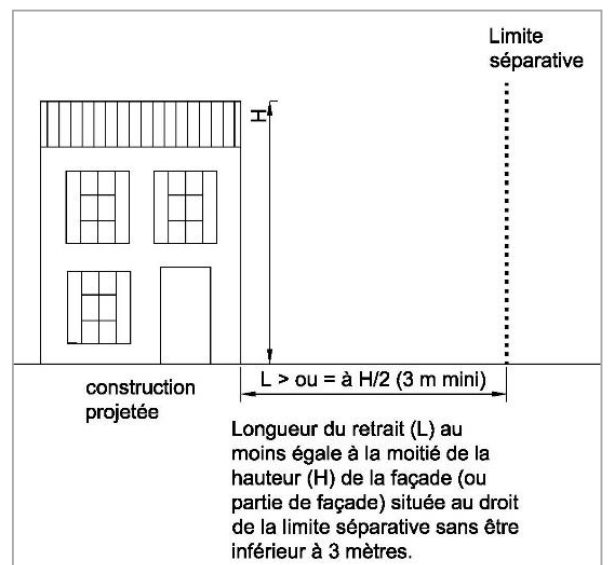 Limite
séparative
H
L > ou = à H/2 (3 m mini)
construction
projetée
Longueur du retrait (L) au
moins égale à la moitié de la
hauteur (H) de la façade (ou
partie de façade) située au droit
de la limite séparative sans être
inférieur à 3 mètres.